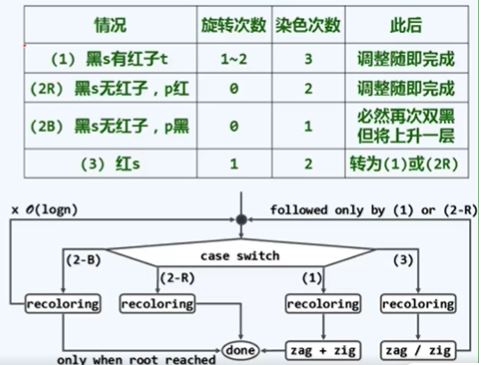 情况 旋转次数 染色次数 此后
(1) 黑s有红子t 1~2 3 调整随即完成
(2R) 黑s无红子，p红 0 2 调整随即完成
(2B) 黑s无红子，p黑 0 1 必然再次双黑
但将上升一层
(3) 红s 1 2 转为(1)或(2R)
x O(logn) followed only by (1) or (2-R)
case switch
(2-B) (2-R) (1) (3)
recoloring recoloring recoloring recoloring
only when root reached done zag + zig zag / zig